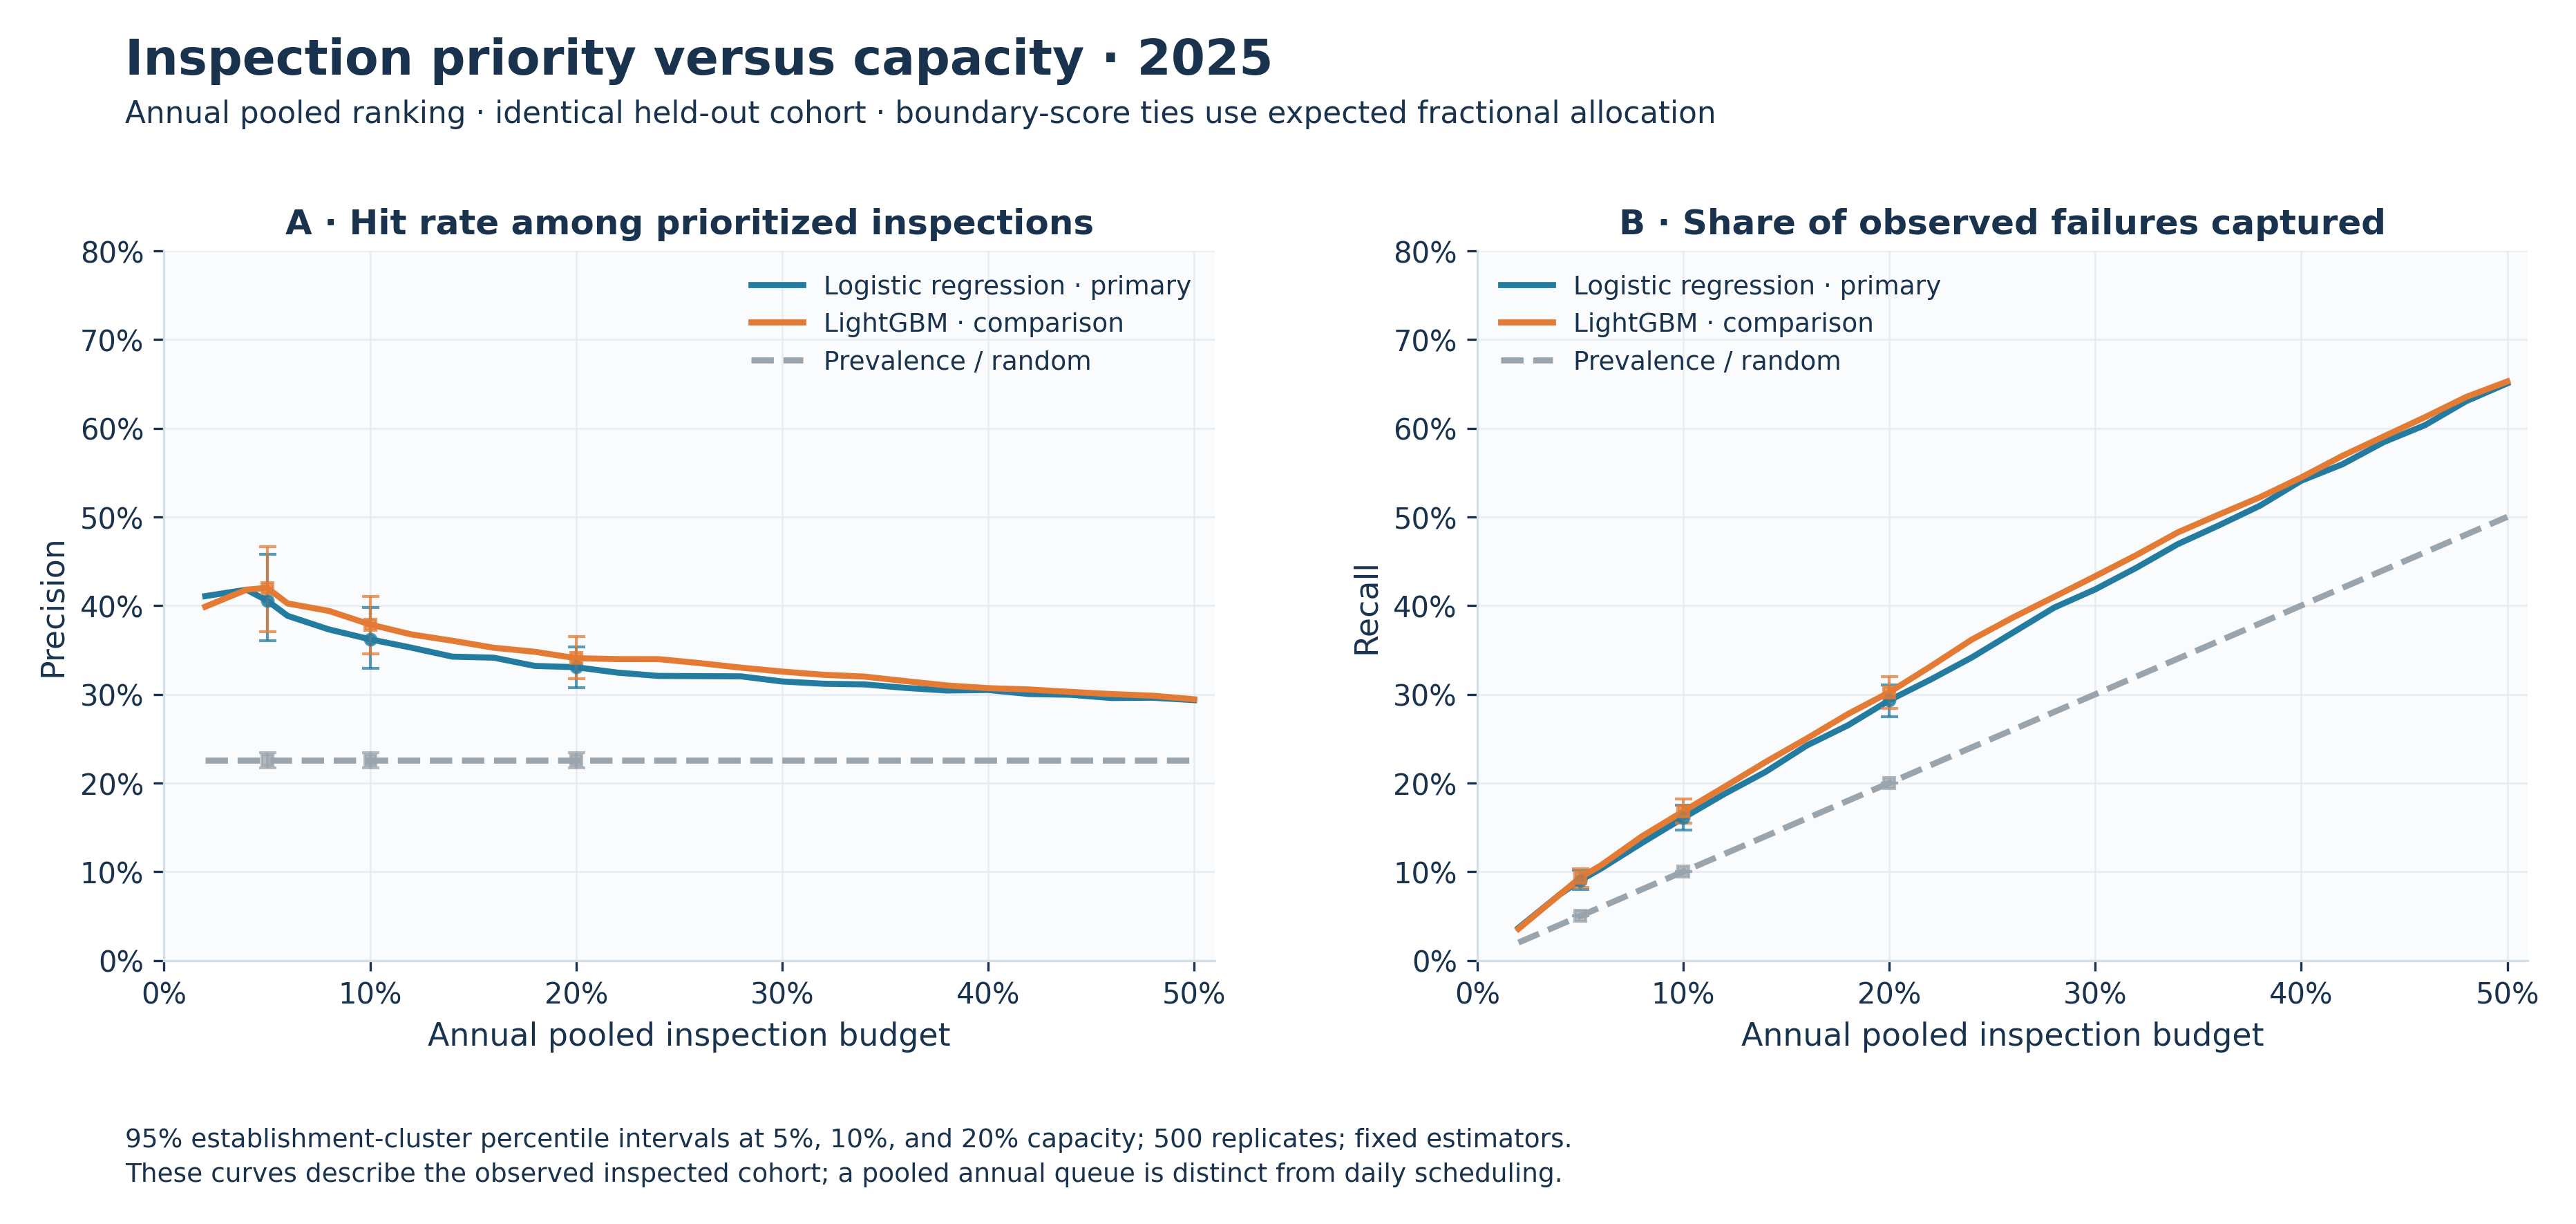 Inspection priority versus capacity · 2025
Annual pooled ranking · identical held-out cohort · boundary-score ties use expected fractional allocation
A · Hit rate among prioritized inspections
80%
70%
60%
50%
40%
30%
20%
10%
0%
Precision
Logistic regression · primary
LightGBM · comparison
Prevalence / random
0%
10%
20%
30%
40%
50%
Annual pooled inspection budget
B · Share of observed failures captured
80%
70%
60%
50%
40%
30%
20%
10%
0%
Recall
Logistic regression · primary
LightGBM · comparison
Prevalence / random
0%
10%
20%
30%
40%
50%
Annual pooled inspection budget
95% establishment-cluster percentile intervals at 5%, 10%, and 20% capacity; 500 replicates; fixed estimators.
These curves describe the observed inspected cohort; a pooled annual queue is distinct from daily scheduling.